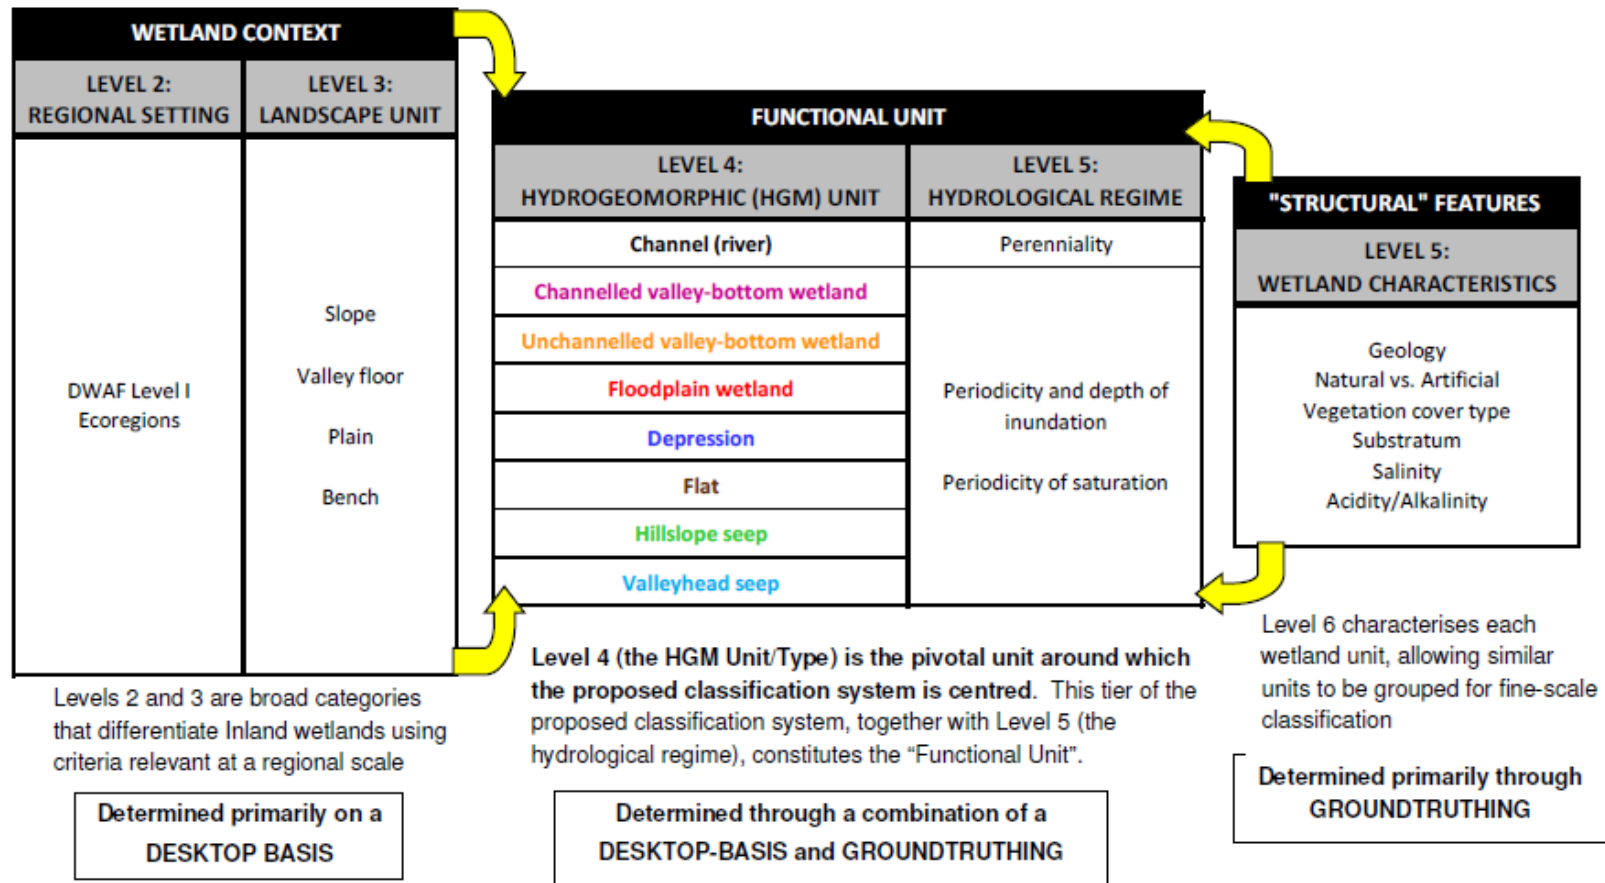 WETLAND CONTEXT
LEVEL 2:
REGIONAL SETTING
LEVEL 3:
LANDSCAPE UNIT
DWAF Level I
Ecoregions
Slope
Valley floor
Plain
Bench
Levels 2 and 3 are broad categories
that differentiate Inland wetlands using
criteria relevant at a regional scale
Determined primarily on a
DESKTOP BASIS
FUNCTIONAL UNIT
LEVEL 4:
HYDROGEOMORPHIC (HGM) UNIT
LEVEL 5:
HYDROLOGICAL REGIME
Channel (river)
Perenniality
Channelled valley-bottom wetland
Unchannelled valley-bottom wetland
Floodplain wetland
Depression
Flat
Hillslope seep
Valleyhead seep
Periodicity and depth of
inundation
Periodicity of saturation
Level 4 (the HGM Unit/Type) is the pivotal unit around which
the proposed classification system is centred. This tier of the
proposed classification system, together with Level 5 (the
hydrological regime), constitutes the “Functional Unit”.
Determined through a combination of a
DESKTOP-BASIS and GROUNDTRUTHING
"STRUCTURAL" FEATURES
LEVEL 5:
WETLAND CHARACTERISTICS
Geology
Natural vs. Artificial
Vegetation cover type
Substratum
Salinity
Acidity/Alkalinity
Level 6 characterises each
wetland unit, allowing similar
units to be grouped for fine-scale
classification
Determined primarily through
GROUNDTRUTHING